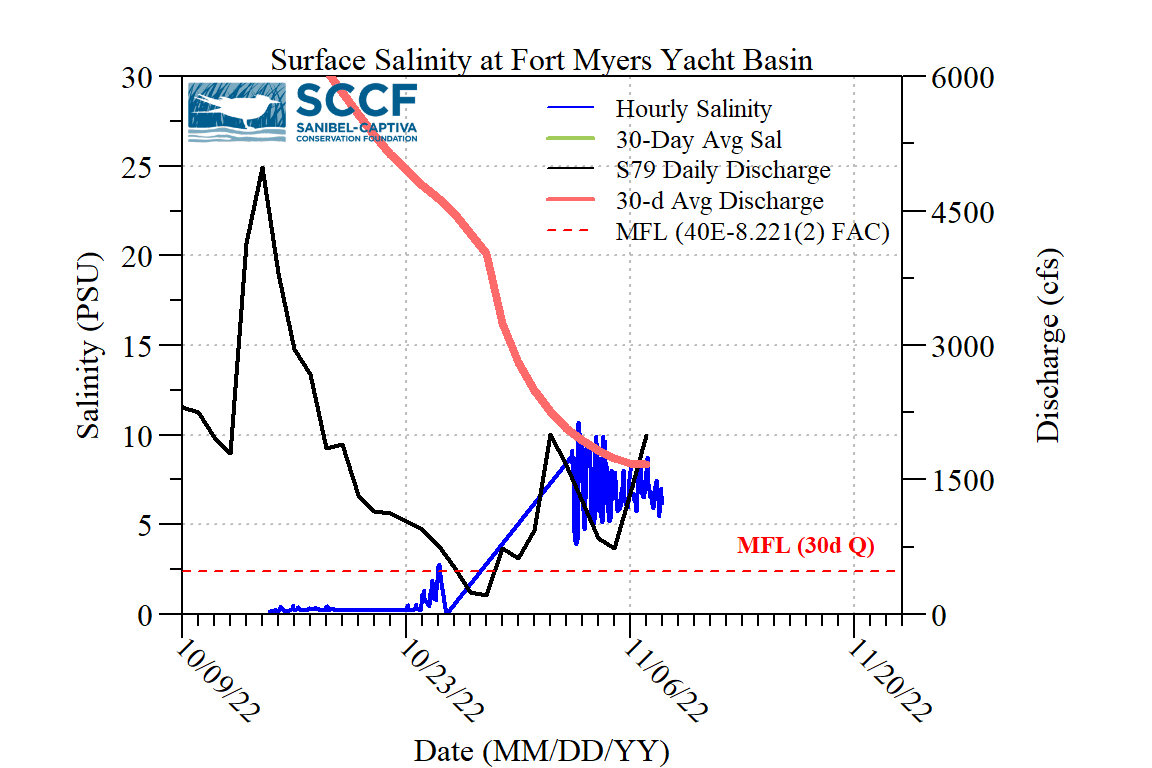 Surface Salinity at Fort Myers Yacht Basin
SCCF
SANIBEL-CAPTIVA
CONSERVATION FOUNDATION
Hourly Salinity
30-Day Avg Sal
S79 Daily Discharge
30-d Avg Discharge
MFL (40E-8.221(2) FAC)
MFL (30d Q)
Salinity (PSU)
30
25
20
15
10
5
0
Discharge (cfs)
6000
4500
3000
1500
0
10/09/22
10/23/22
11/06/22
11/20/22
Date (MM/DD/YY)